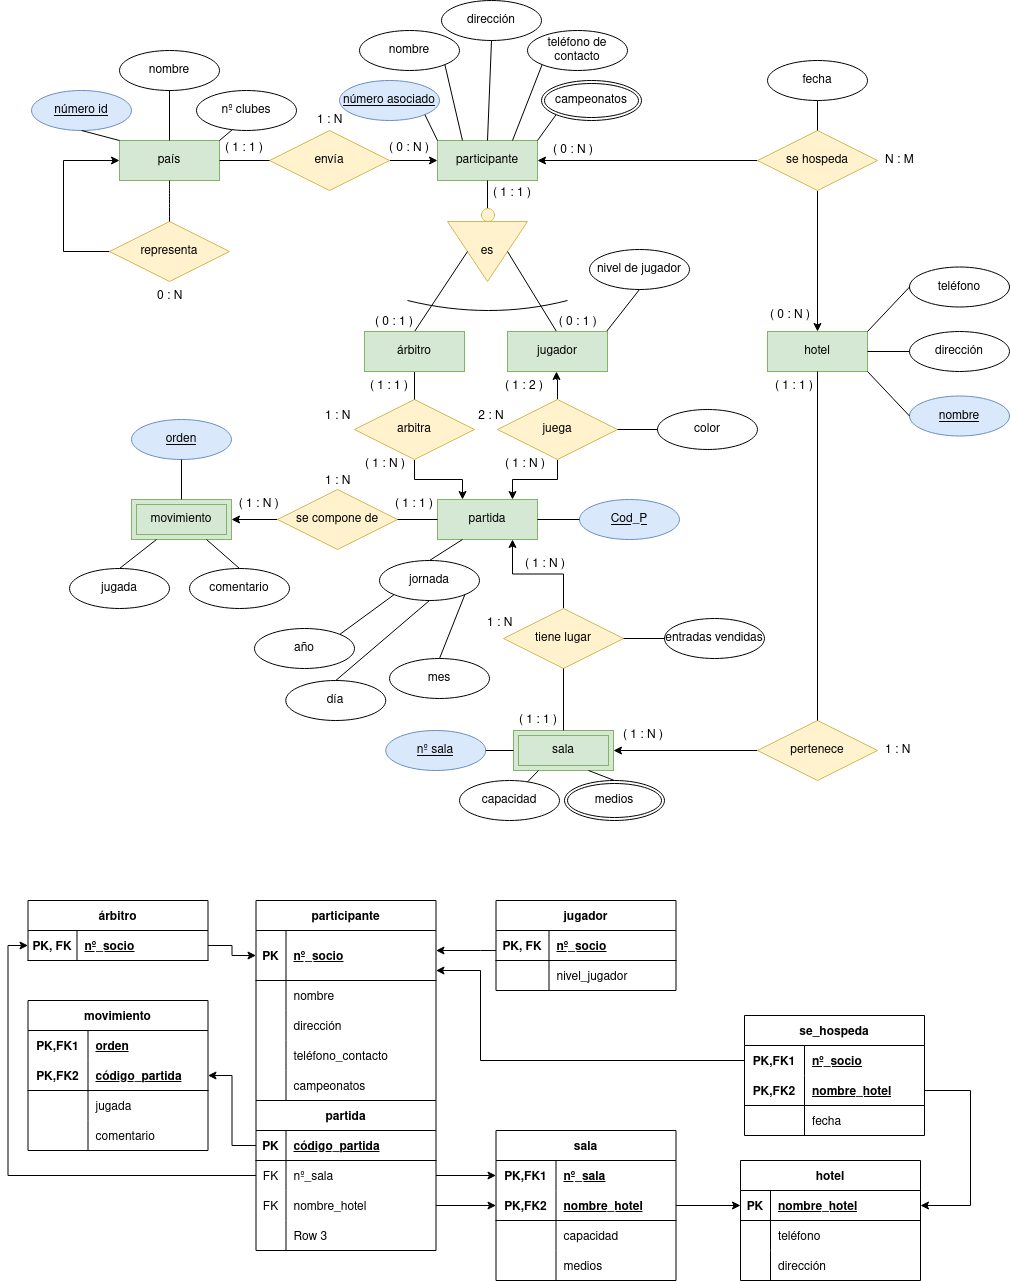 dirección
nombre
teléfono de
contacto
nombre
fecha
número id
nº clubes
número asociado
campeonatos
1 : N
país
( 1 : 1 )
envía
( 0 : N )
participante
( 0 : N )
se hospeda
N : M
( 1 : 1 )
representa
0 : N
es
nivel de jugador
teléfono
( 0 : 1 )
( 0 : 1 )
( 0 : N )
árbitro
jugador
hotel
dirección
( 1 : 1 )
( 1 : 2 )
( 1 : 1 )
1 : N
arbitra
2 : N
juega
color
nombre
orden
( 1 : N )
( 1 : N )
1 : N
movimiento
( 1 : N )
se compone de
( 1 : 1 )
partida
Cod_P
jugada
comentario
jornada
( 1 : N )
año
1 : N
tiene lugar
entradas vendidas
día
mes
( 1 : 1 )
( 1 : N )
nº sala
sala
pertenece
1 : N
capacidad
medios
árbitro
PK, FK
nº_socio
participante
PK
nº_socio
nombre
dirección
teléfono_contacto
campeonatos
jugador
PK, FK
nº_socio
nivel_jugador
movimiento
PK,FK1
orden
PK,FK2
código_partida
jugada
comentario
se_hospeda
PK,FK1
nº_socio
PK,FK2
nombre_hotel
fecha
partida
PK
código_partida
FK
nº_sala
FK
nombre_hotel
Row 3
sala
PK,FK1
nº_sala
PK,FK2
nombre_hotel
capacidad
medios
hotel
PK
nombre_hotel
teléfono
dirección